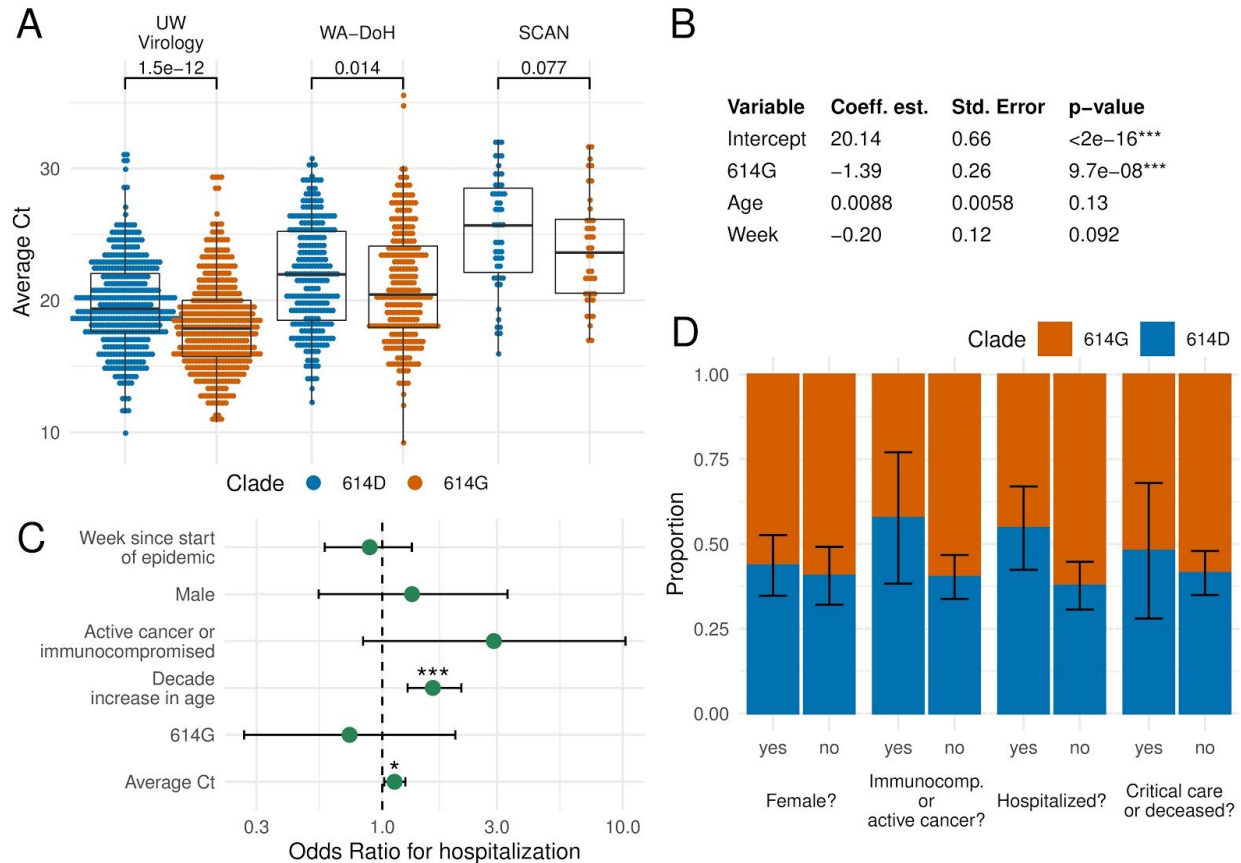 A
UW
Virology
WA−DoH
SCAN
1.5e−12
0.014
0.077
Average Ct
30
20
10
Clade 614D 614G
B
Variable Coeff. est. Std. Error p−value
Intercept 20.14 0.66 <2e−16***
614G −1.39 0.26 9.7e−08***
Age 0.0088 0.0058 0.13
Week −0.20 0.12 0.092
C
Week since start
of epidemic
Male
Active cancer or
immunocompromised
Decade
increase in age
***
614G
Average Ct
*
0.3 1.0 3.0 10.0
Odds Ratio for hospitalization
D
Clade 614G 614D
Proportion
1.00
0.75
0.50
0.25
0.00
yes no yes no yes no yes no
Female?
Immunocomp.
or
active cancer?
Hospitalized?
Critical care
or deceased?